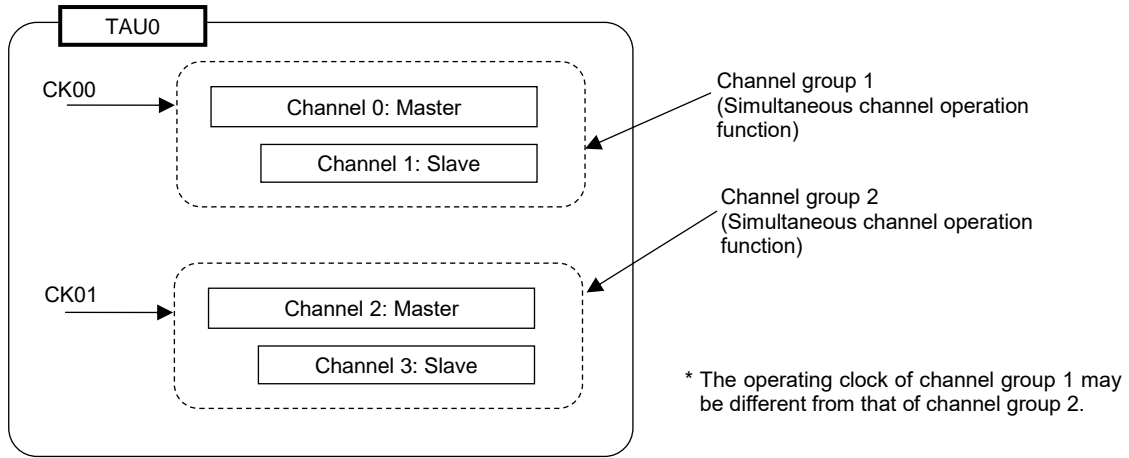 TAU0
CK00
Channel 0: Master
Channel 1: Slave
Channel group 1
(Simultaneous channel operation
function)
Channel group 2
(Simultaneous channel operation
function)
CK01
Channel 2: Master
Channel 3: Slave
* The operating clock of channel group 1 may
be different from that of channel group 2.